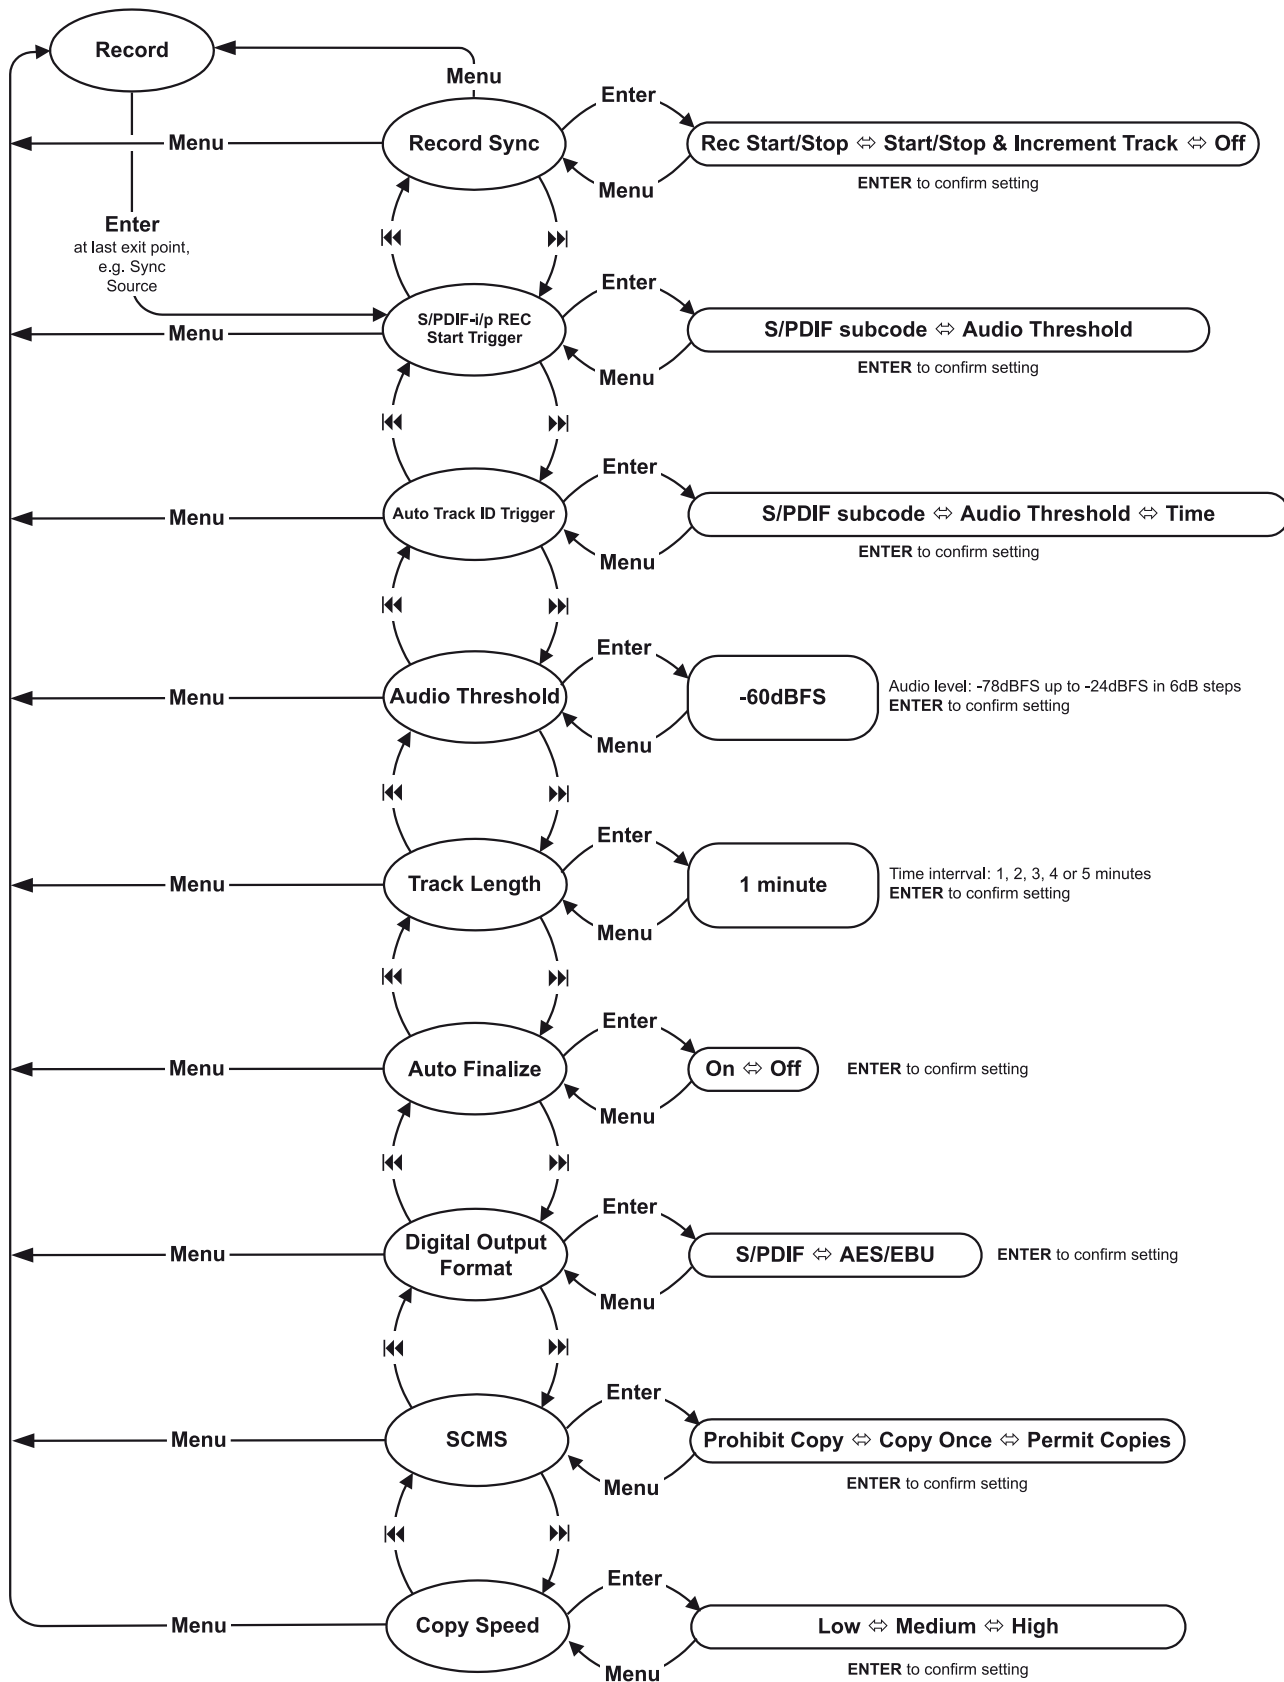 Record
Menu
Enter
Menu
Record Sync
Rec Start/Stop ⇔ Start/Stop & Increment Track ⇔ Off
Menu
ENTER to confirm setting
Enter
at last exit point,
e.g. Sync
Source
Enter
S/PDIF-i/p REC
Start Trigger
Menu
S/PDIF subcode ⇔ Audio Threshold
Menu
ENTER to confirm setting
Enter
Auto Track ID Trigger
Menu
S/PDIF subcode ⇔ Audio Threshold ⇔ Time
Menu
ENTER to confirm setting
Enter
Menu
Audio Threshold
-60dBFS
Audio level: -78dBFS up to -24dBFS in 6dB steps
ENTER to confirm setting
Menu
Enter
Menu
Track Length
1 minute
Time interrval: 1, 2, 3, 4 or 5 minutes
ENTER to confirm setting
Menu
Enter
Menu
Auto Finalize
On ⇔ Off
ENTER to confirm setting
Menu
Enter
Menu
Digital Output
Format
S/PDIF ⇔ AES/EBU
ENTER to confirm setting
Menu
Enter
Menu
SCMS
Prohibit Copy ⇔ Copy Once ⇔ Permit Copies
Menu
ENTER to confirm setting
Enter
Menu
Copy Speed
Low ⇔ Medium ⇔ High
Menu
ENTER to confirm setting